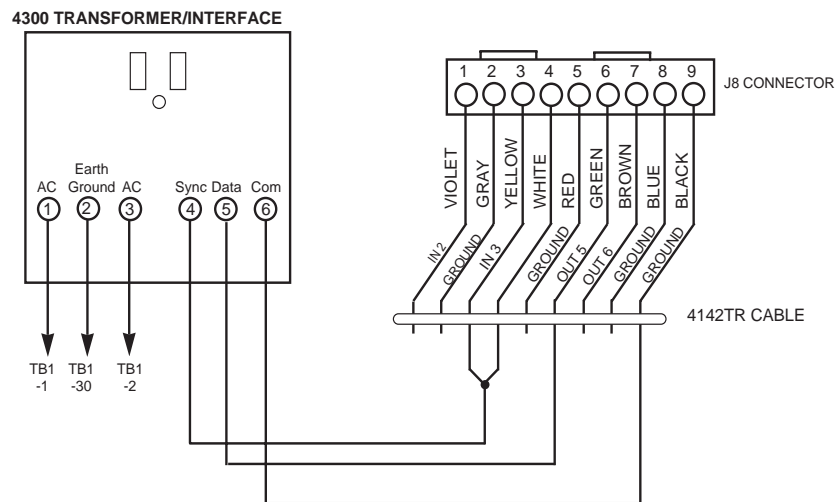 4300 TRANSFORMER/INTERFACE
AC
Earth
Ground
AC
Sync
Data
Com
1
2
3
4
5
6
TB1
-1
TB1
-30
TB1
-2
1 2 3 4 5 6 7 8 9
J8 CONNECTOR
VIOLET
GRAY
YELLOW
WHITE
RED
GREEN
BROWN
BLUE
BLACK
IN 2
GROUND
IN 3
GROUND
OUT 5
OUT 6
GROUND
GROUND
4142TR CABLE